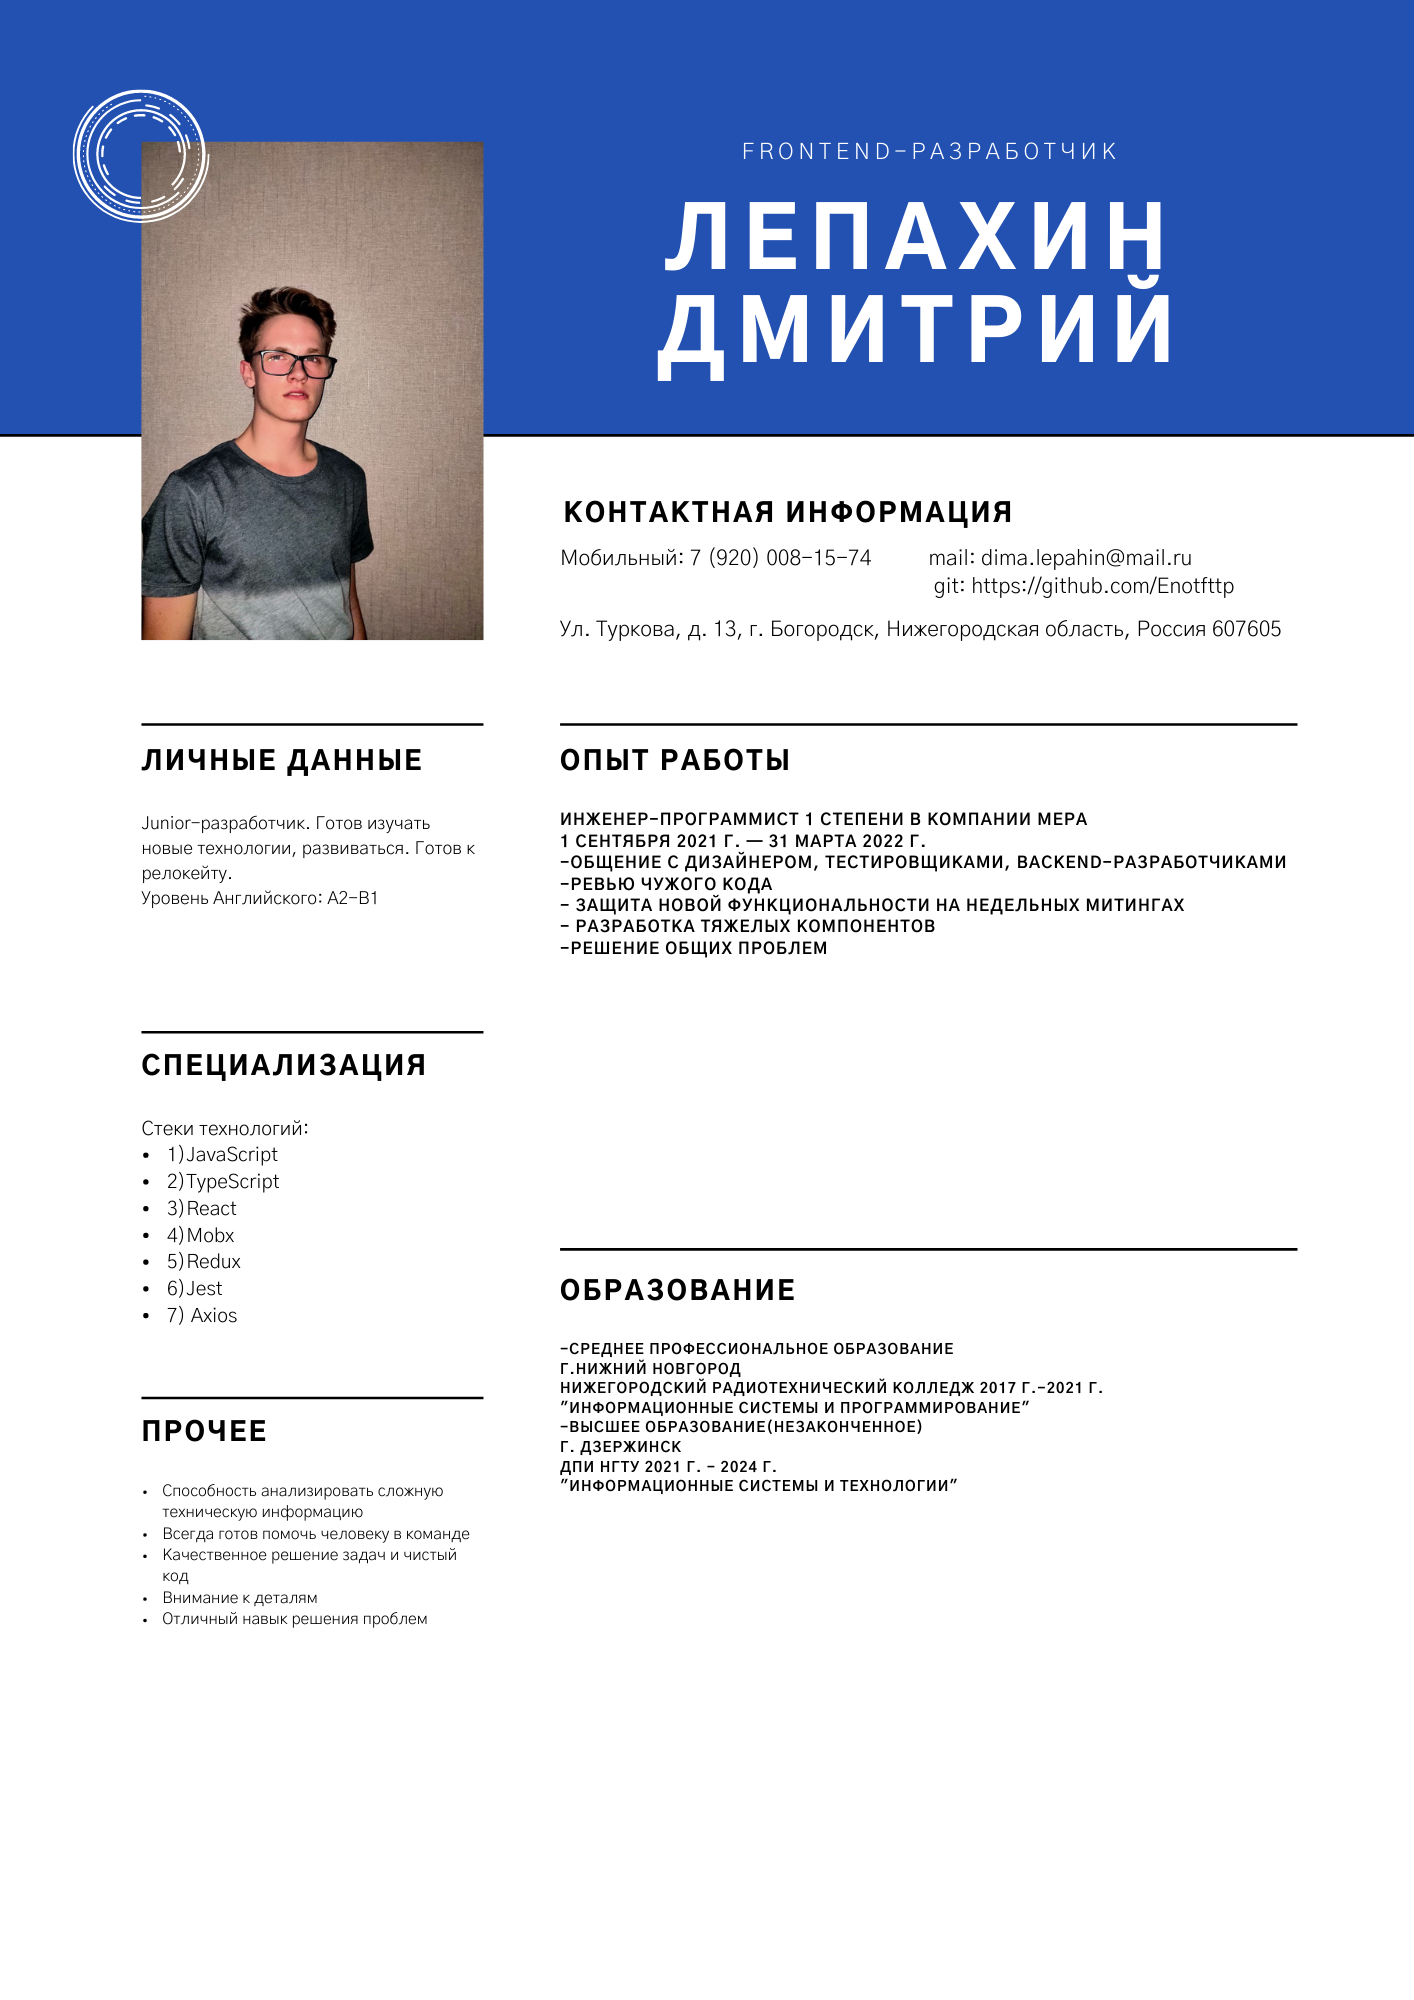 FRONTEND-РАЗРАБОТЧИК
ЛЕПАХИН
ДМИТРИЙ
КОНТАКТНАЯ ИНФОРМАЦИЯ
Мобильный: 7 (920) 008-15-74
mail: dima.lepahin@mail.ru
git: https://github.com/Enotfttp
Ул. Туркова, д. 13, г. Богородск, Нижегородская область, Россия 607605
ЛИЧНЫЕ ДАННЫЕ
Junior-разработчик. Готов изучать
новые технологии, развиваться. Готов к
релокейту.
Уровень Английского: A2-B1
СПЕЦИАЛИЗАЦИЯ
Стеки технологий:
• 1)JavaScript
• 2)TypeScript
• 3)React
• 4)Mobx
• 5)Redux
• 6)Jest
• 7) Axios
ПРОЧЕЕ
• Способность анализировать сложную
техническую информацию
• Всегда готов помочь человеку в команде
• Качественное решение задач и чистый
код
• Внимание к деталям
• Отличный навык решения проблем
ОПЫТ РАБОТЫ
ИНЖЕНЕР-ПРОГРАММИСТ 1 СТЕПЕНИ В КОМПАНИИ МЕРА
1 СЕНТЯБРЯ 2021 Г. — 31 МАРТА 2022 Г.
-ОБЩЕНИЕ С ДИЗАЙНЕРОМ, ТЕСТИРОВЩИКАМИ, BACKEND-РАЗРАБОТЧИКАМИ
-РЕВЬЮ ЧУЖОГО КОДА
- ЗАЩИТА НОВОЙ ФУНКЦИОНАЛЬНОСТИ НА НЕДЕЛЬНЫХ МИТИНГАХ
- РАЗРАБОТКА ТЯЖЕЛЫХ КОМПОНЕНТОВ
-РЕШЕНИЕ ОБЩИХ ПРОБЛЕМ
ОБРАЗОВАНИЕ
-СРЕДНЕЕ ПРОФЕССИОНАЛЬНОЕ ОБРАЗОВАНИЕ
Г.НИЖНИЙ НОВГОРОД
НИЖЕГОРОДСКИЙ РАДИОТЕХНИЧЕСКИЙ КОЛЛЕДЖ 2017 Г.-2021 Г.
"ИНФОРМАЦИОННЫЕ СИСТЕМЫ И ПРОГРАММИРОВАНИЕ"
-ВЫСШЕЕ ОБРАЗОВАНИЕ(НЕЗАКОНЧЕННОЕ)
Г. ДЗЕРЖИНСК
ДПИ НГТУ 2021 Г. - 2024 Г.
"ИНФОРМАЦИОННЫЕ СИСТЕМЫ И ТЕХНОЛОГИИ"